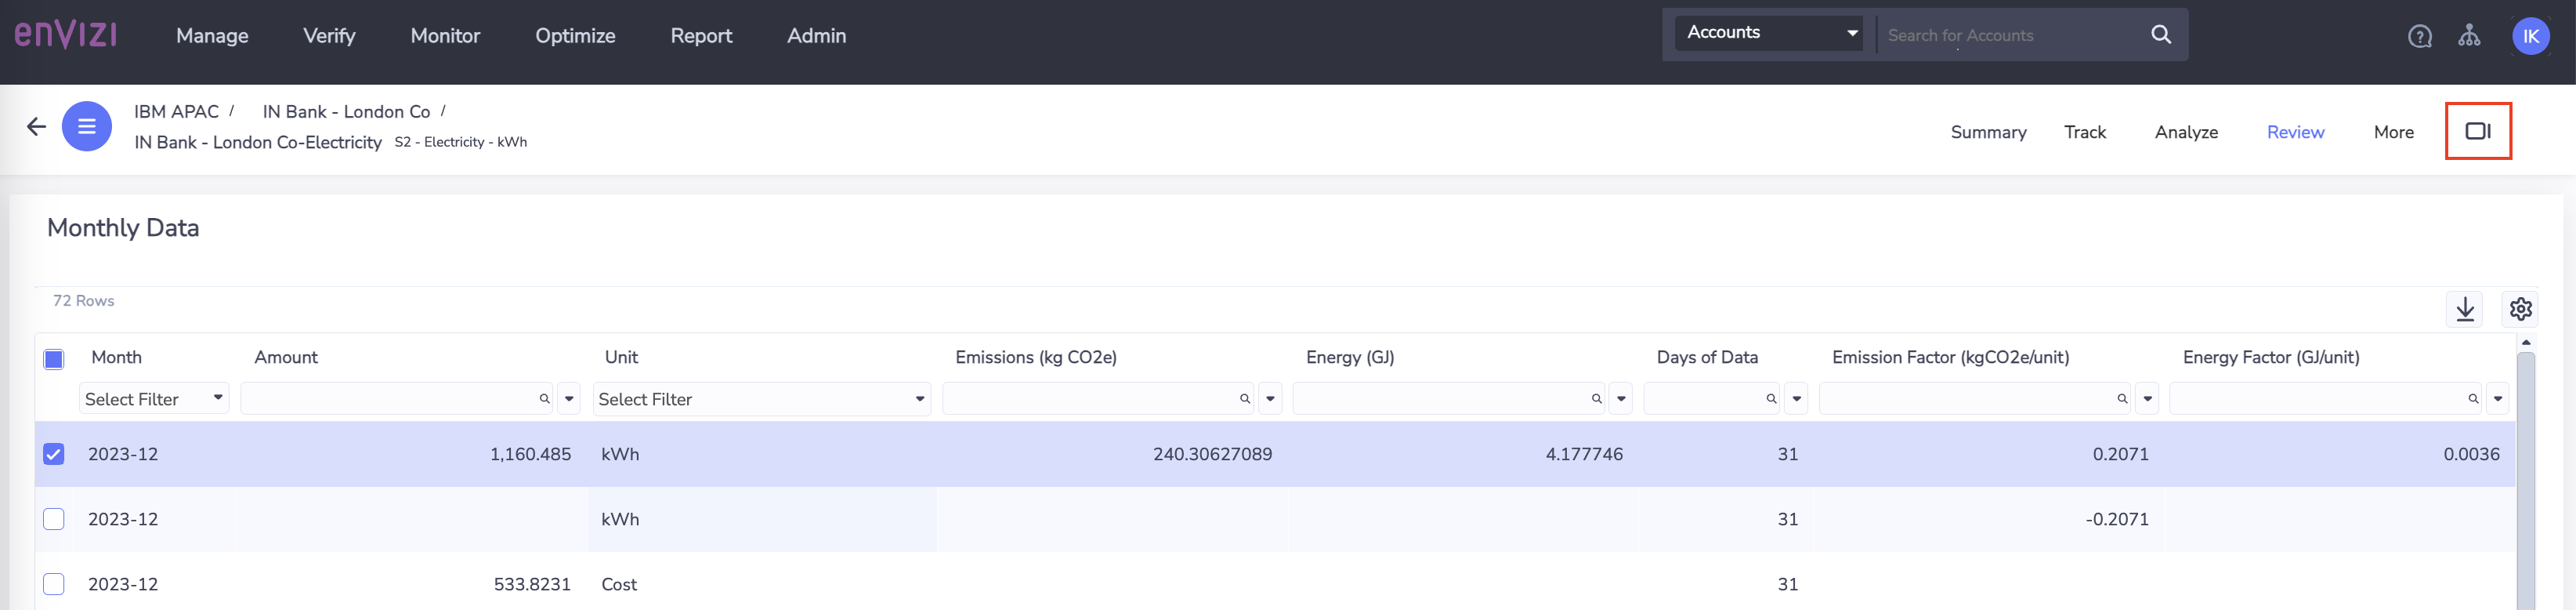 enVIZI Manage Verify Monitor Optimize Report Admin Accounts Search for Accounts ? IK
IBM APAC / IN Bank - London Co /
IN Bank - London Co-Electricity S2 - Electricity - kWh
Summary Track Analyze Review More
Monthly Data
72 Rows
Month Amount Unit Emissions (kg CO2e) Energy (GJ) Days of Data Emission Factor (kgCO2e/unit) Energy Factor (GJ/unit)
Select Filter Select Filter
2023-12 1,160.485 kWh 240.30627089 4.177746 31 0.2071 0.0036
2023-12 kWh 31 -0.2071
2023-12 533.8231 Cost 31